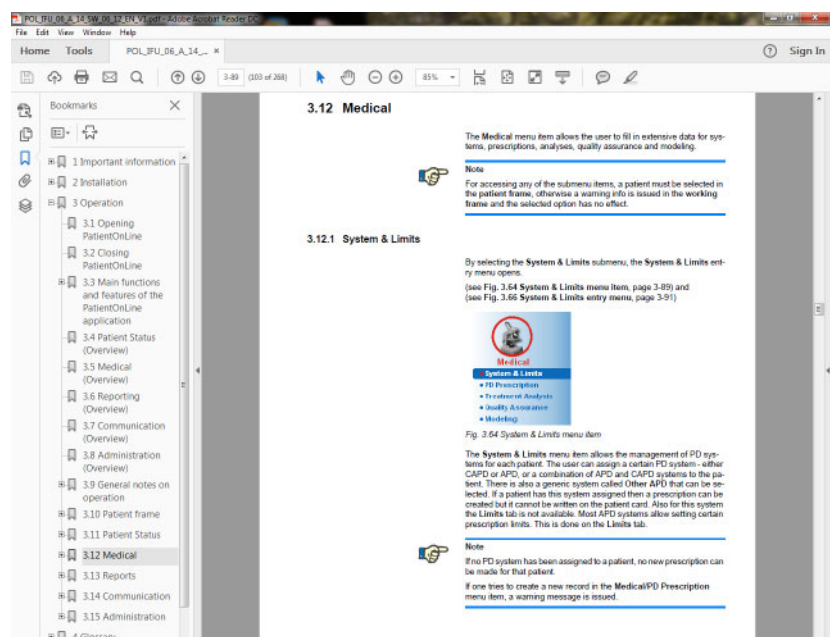 POL_IFU_06_A_14_SW_06_12_EN_V1.pdf - Adobe Acrobat Reader DC
File Edit View Window Help
Home Tools POL_IFU_06_A_14_... × Sign In
3-89 (103 of 268) 85%
Bookmarks
1 Important information
2 Installation
3 Operation
3.1 Opening
PatientOnLine
3.2 Closing
PatientOnLine
3.3 Main functions
and features of the
PatientOnLine
application
3.4 Patient Status
(Overview)
3.5 Medical
(Overview)
3.6 Reporting
(Overview)
3.7 Communication
(Overview)
3.8 Administration
(Overview)
3.9 General notes on
operation
3.10 Patient frame
3.11 Patient Status
3.12 Medical
3.13 Reports
3.14 Communication
3.15 Administration
4 Glossary
3.12 Medical
The Medical menu item allows the user to fill in extensive data for sys-
tems, prescriptions, analyses, quality assurance and modeling.
Note
For accessing any of the submenu items, a patient must be selected in
the patient frame, otherwise a warning info is issued in the working
frame and the selected option has no effect.
3.12.1 System & Limits
By selecting the System & Limits submenu, the System & Limits ent-
ry menu opens.
(see Fig. 3.64 System & Limits menu item, page 3-89) and
(see Fig. 3.66 System & Limits entry menu, page 3-91)
Medical
System & Limits
PD Prescription
Treatment Analysis
Quality Assurance
Modeling
Fig. 3.64 System & Limits menu item
The System & Limits menu item allows the management of PD sys-
tems for each patient. The user can assign a certain PD system - either
CAPD or APD, or a combination of APD and CAPD systems to the pa-
tient. There is also a generic system called Other APD that can be se-
lected. If a patient has this system assigned then a prescription can be
created but it cannot be written on the patient card. Also for this system
the Limits tab is not available. Most APD systems allow setting certain
prescription limits. This is done on the Limits tab.
Note
If no PD system has been assigned to a patient, no new prescription can
be made for that patient.
If one tries to create a new record in the Medical/PD Prescription
menu item, a warning message is issued.